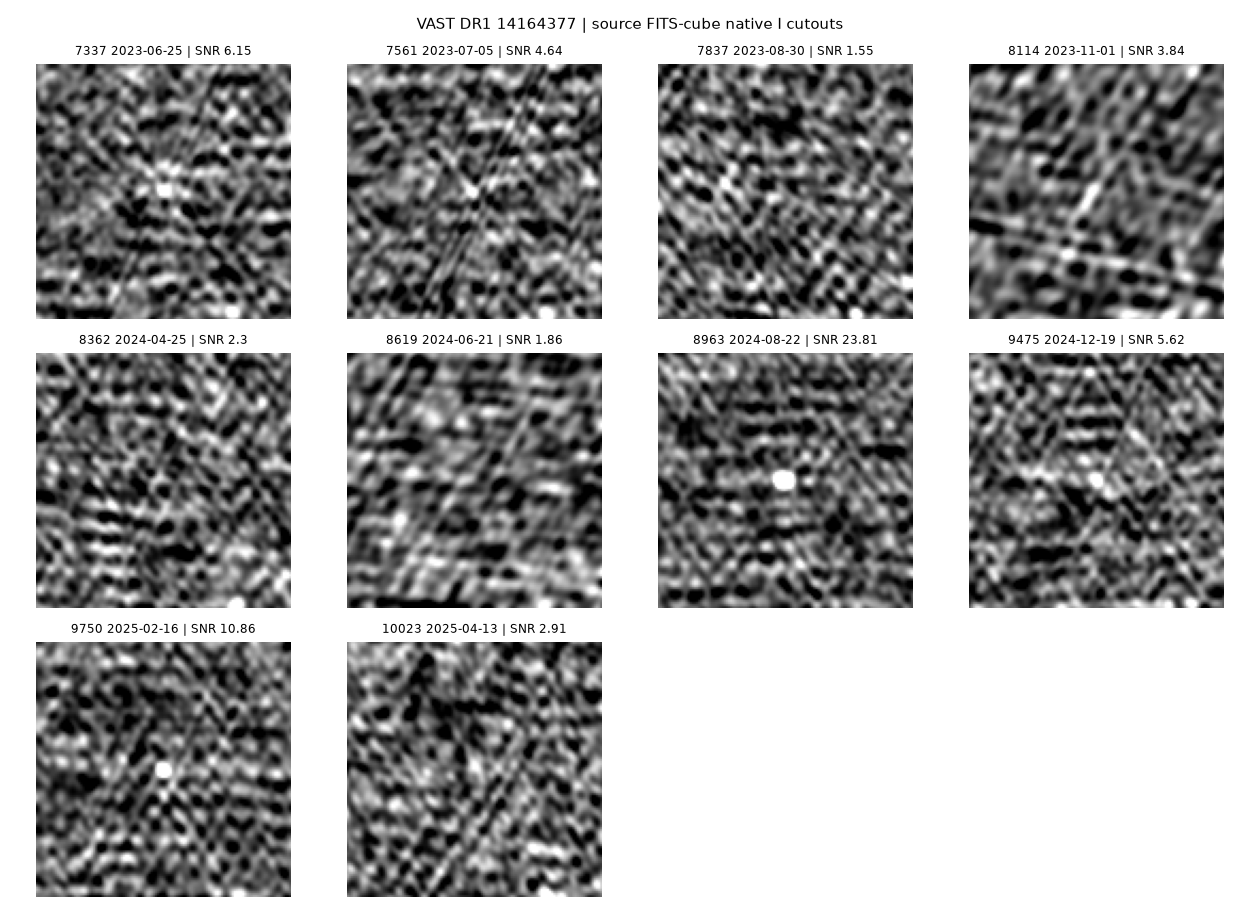 VAST DR1 14164377 | source FITS-cube native I cutouts
7337 2023-06-25 | SNR 6.15
7561 2023-07-05 | SNR 4.64
7837 2023-08-30 | SNR 1.55
8114 2023-11-01 | SNR 3.84
8362 2024-04-25 | SNR 2.3
8619 2024-06-21 | SNR 1.86
8963 2024-08-22 | SNR 23.81
9475 2024-12-19 | SNR 5.62
9750 2025-02-16 | SNR 10.86
10023 2025-04-13 | SNR 2.91